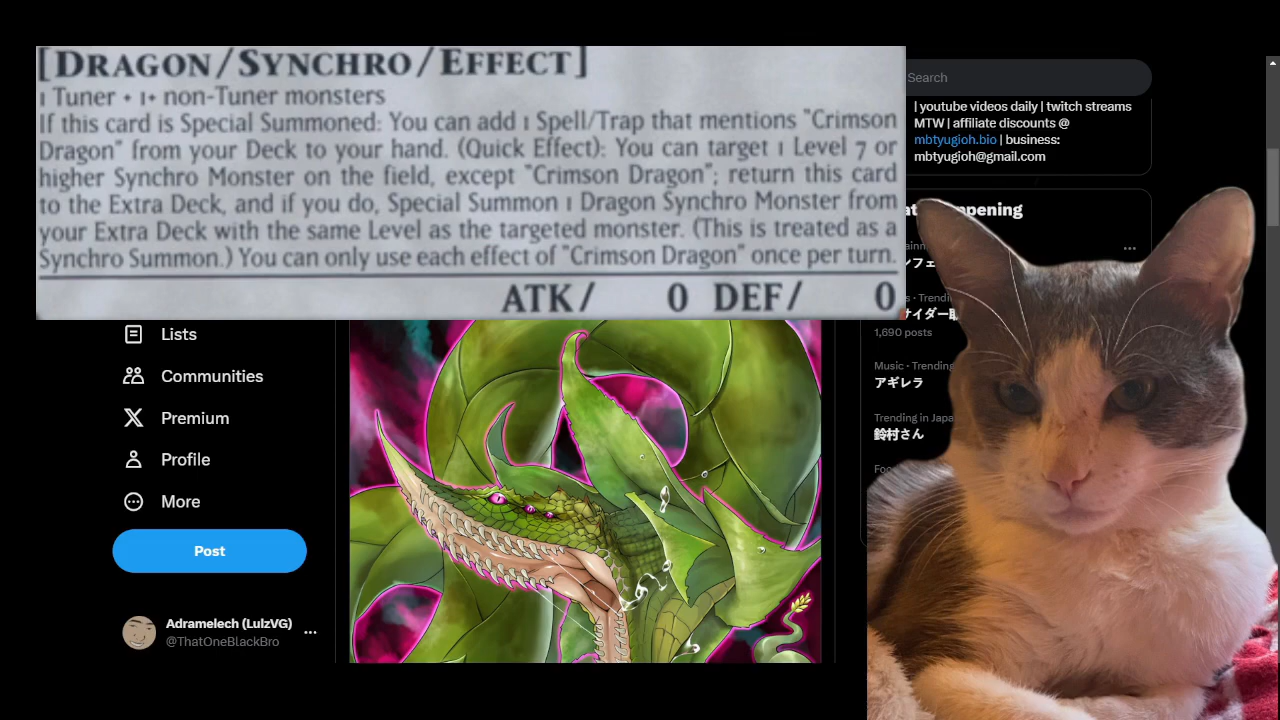 [DRAGON/SYNCHRO/EFFECT]
1 Tuner + 1+ non-Tuner monsters
If this card is Special Summoned: You can add 1 Spell/Trap that mentions "Crimson
Dragon" from your Deck to your hand. (Quick Effect): You can target 1 Level 7 or
higher Synchro Monster on the field, except "Crimson Dragon"; return this card
to the Extra Deck, and if you do, Special Summon 1 Dragon Synchro Monster from
your Extra Deck with the same Level as the targeted monster. (This is treated as a
Synchro Summon.) You can only use each effect of "Crimson Dragon" once per turn.
ATK/ 0 DEF/ 0
Search
| youtube videos daily | twitch streams
MTW | affiliate discounts @
mbtyugioh.bio | business:
mbtyugioh@gmail.com
Trendi
1,690 posts
Music · Trending
アギレラ
Trending in Japa
鈴村さん
Lists
Communities
Premium
Profile
More
Post
Adramelech (LulzVG)
@ThatOneBlackBro